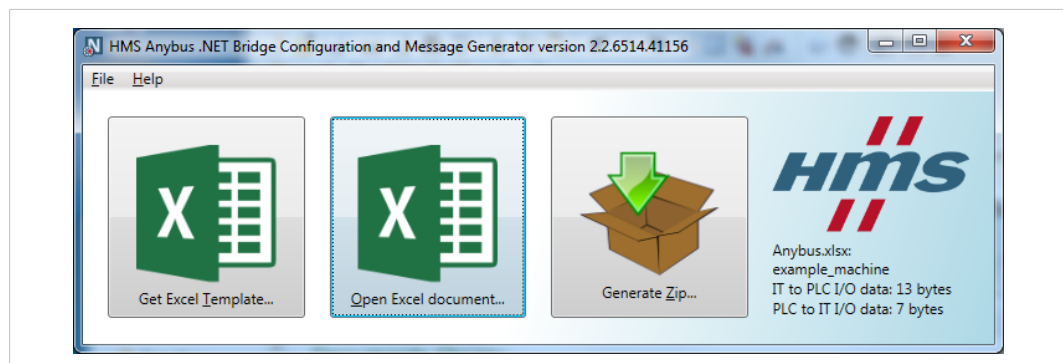 HMS Anybus .NET Bridge Configuration and Message Generator version 2.2.6514.41156
File Help
X
Get Excel Template...
X
Open Excel document...
Generate Zip...
HMS
Anybus.xlsx:
example_machine
IT to PLC I/O data: 13 bytes
PLC to IT I/O data: 7 bytes